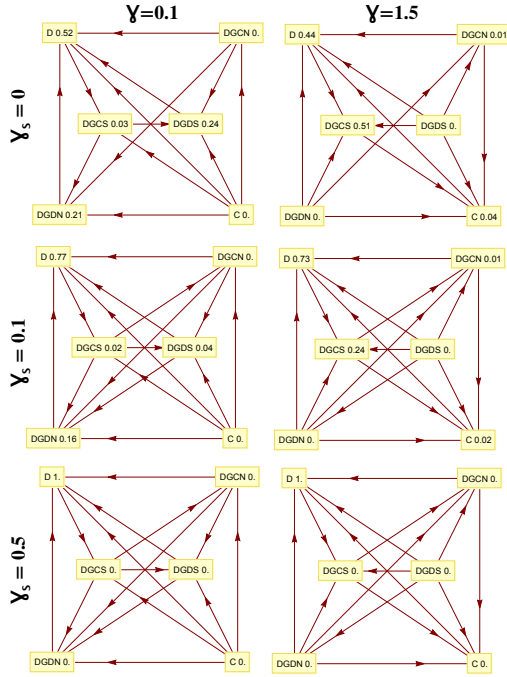 ɣ=0.1 ɣ=1.5
ɣs = 0
D 0.52 DGCN 0. D 0.44 DGCN 0.01
DGCS 0.03 DGDS 0.24 DGCS 0.51 DGDS 0.
DGDN 0.21 C 0. DGDN 0. C 0.04
ɣs = 0.1
D 0.77 DGCN 0. D 0.73 DGCN 0.01
DGCS 0.02 DGDS 0.04 DGCS 0.24 DGDS 0.
DGDN 0.16 C 0. DGDN 0. C 0.02
ɣs = 0.5
D 1. DGCN 0. D 1. DGCN 0.
DGCS 0. DGDS 0. DGCS 0. DGDS 0.
DGDN 0. C 0. DGDN 0. C 0.